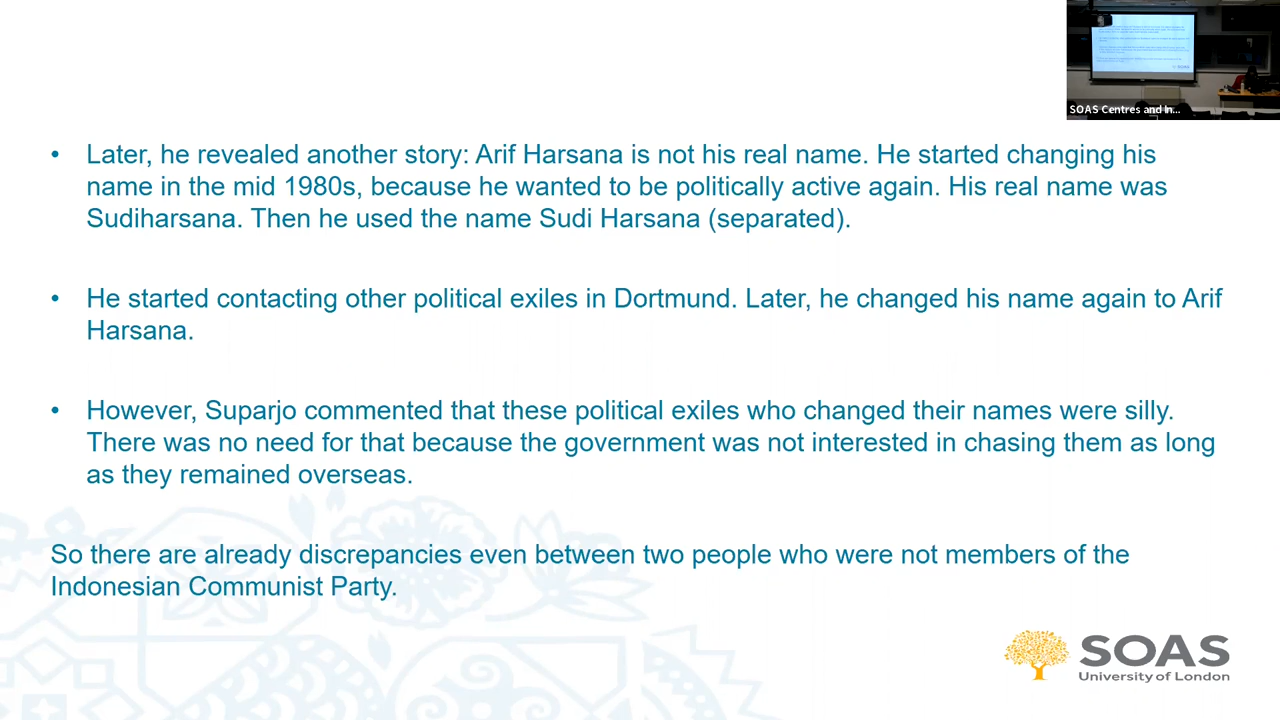 SOAS Centres and In...
• Later, he revealed another story: Arif Harsana is not his real name. He started changing his
name in the mid 1980s, because he wanted to be politically active again. His real name was
Sudiharsana. Then he used the name Sudi Harsana (separated).
• He started contacting other political exiles in Dortmund. Later, he changed his name again to Arif
Harsana.
• However, Suparjo commented that these political exiles who changed their names were silly.
There was no need for that because the government was not interested in chasing them as long
as they remained overseas.
So there are already discrepancies even between two people who were not members of the
Indonesian Communist Party.
SOAS
University of London